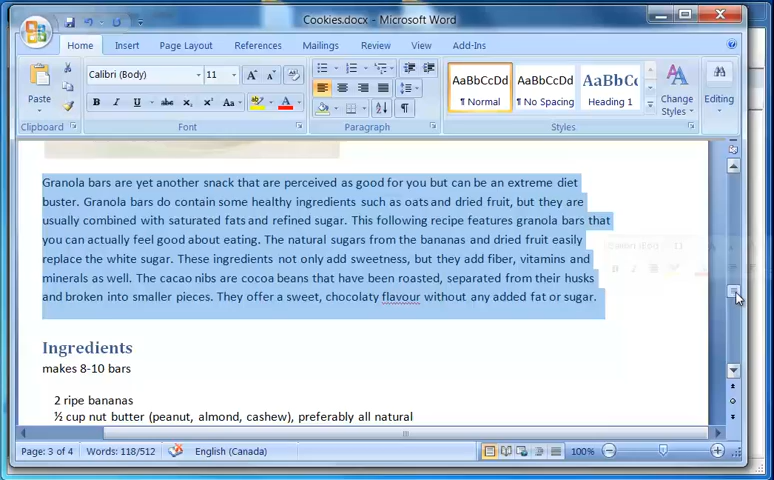 Cookies.docx - Microsoft Word
Home Insert Page Layout References Mailings Review View Add-Ins
Calibri (Body) 11
AaBbCcDd AaBbCcDd AaBbCc
Paste B I U abc X₂ X² Aa A ¶ Normal ¶ No Spacing Heading 1 Change Styles Editing
Clipboard Font Paragraph Styles
Granola bars are yet another snack that are perceived as good for you but can be an extreme diet
buster. Granola bars do contain some healthy ingredients such as oats and dried fruit, but they are
usually combined with saturated fats and refined sugar. This following recipe features granola bars that
you can actually feel good about eating. The natural sugars from the bananas and dried fruit easily
replace the white sugar. These ingredients not only add sweetness, but they add fiber, vitamins and
minerals as well. The cacao nibs are cocoa beans that have been roasted, separated from their husks
and broken into smaller pieces. They offer a sweet, chocolaty flavour without any added fat or sugar.
Ingredients
makes 8-10 bars
2 ripe bananas
½ cup nut butter (peanut, almond, cashew), preferably all natural
Page: 3 of 4 Words: 118/512 English (Canada) 100%